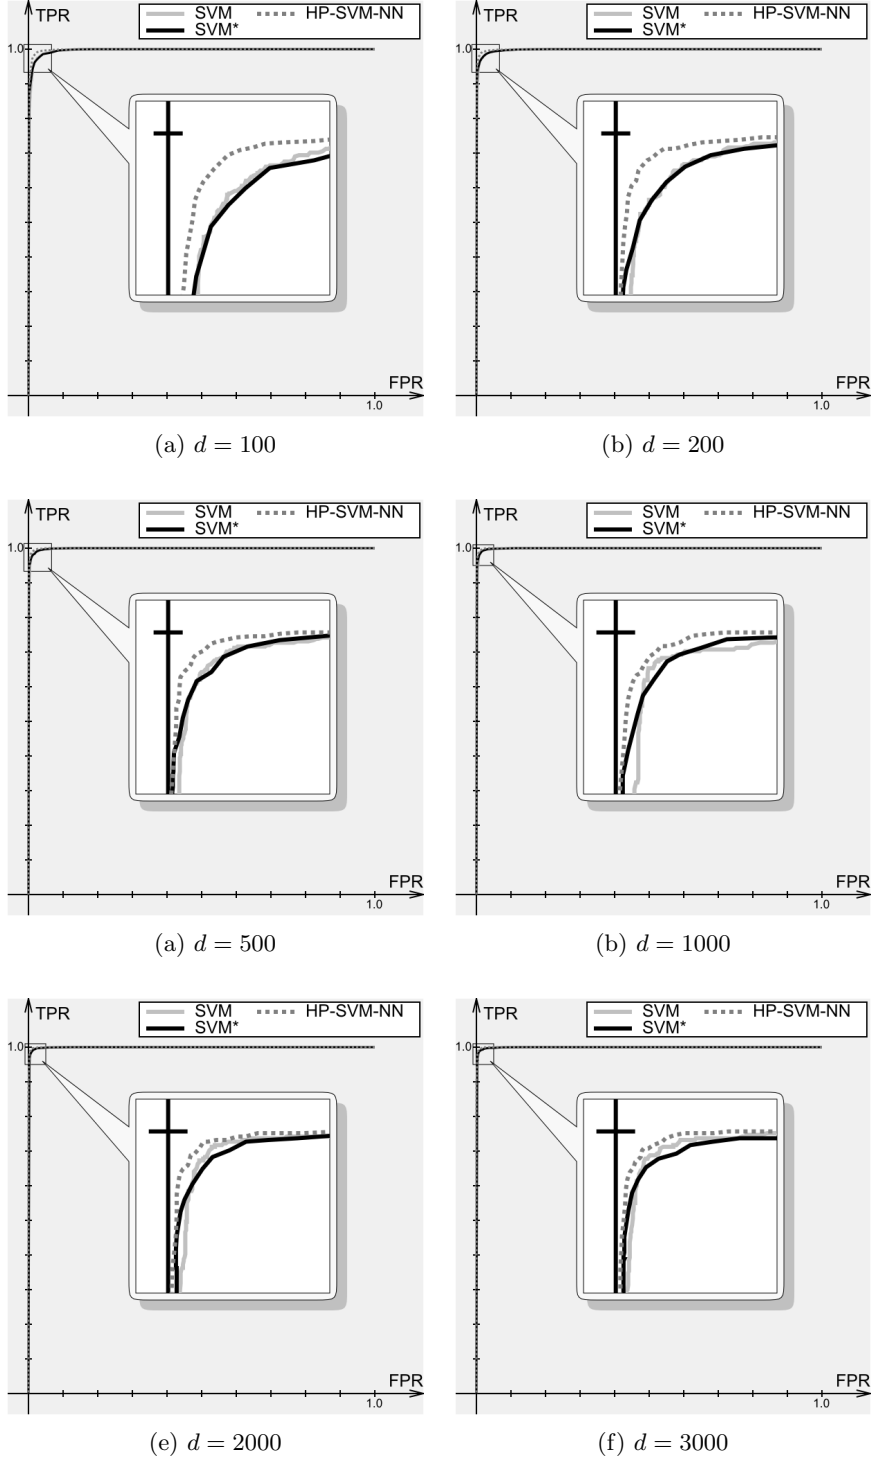 TPR
SVM HP-SVM-NN
SVM*
1.0
FPR
1.0
(a) d = 100
TPR
SVM HP-SVM-NN
SVM*
1.0
FPR
1.0
(b) d = 200
TPR
SVM HP-SVM-NN
SVM*
1.0
FPR
1.0
(a) d = 500
TPR
SVM HP-SVM-NN
SVM*
1.0
FPR
1.0
(b) d = 1000
TPR
SVM HP-SVM-NN
SVM*
1.0
FPR
1.0
(e) d = 2000
TPR
SVM HP-SVM-NN
SVM*
1.0
FPR
1.0
(f) d = 3000